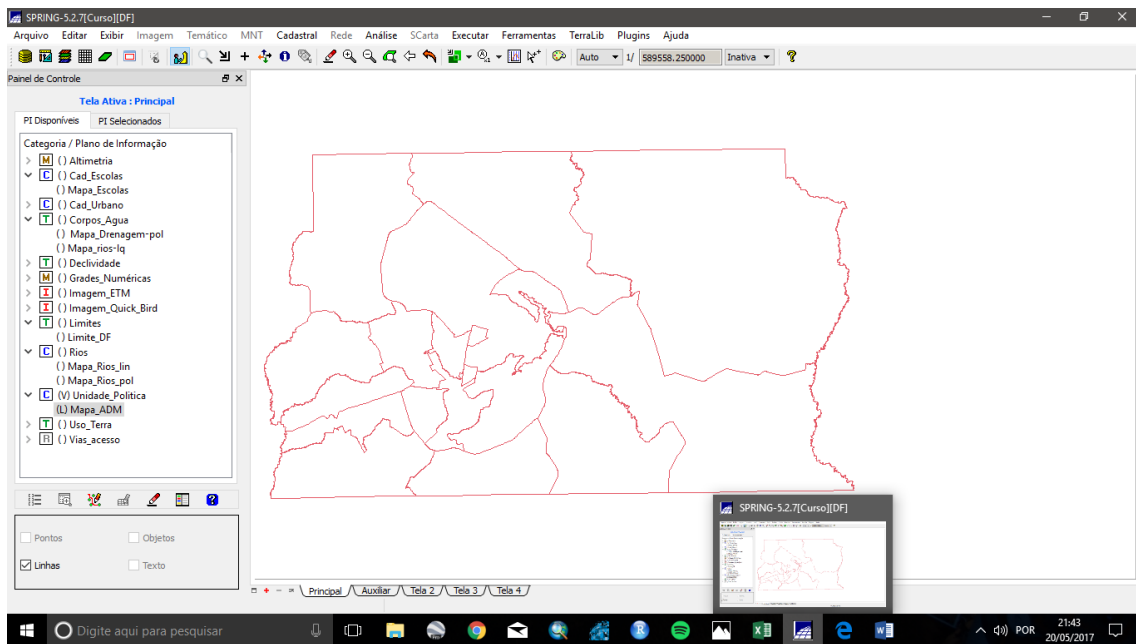 SPRING-5.2.7[Curso][DF]
Arquivo Editar Exibir Imagem Temático MNT Cadastral Rede Análise SCarta Executar Ferramentas TerraLib Plugins Ajuda
Auto 1/ 589558.250000 Inativa
Painel de Controle
Tela Ativa : Principal
PI Disponíveis PI Selecionados
Categoria / Plano de Informação
M () Altimetria
C () Cad_Escolas
() Mapa_Escolas
C () Cad_Urbano
T () Corpos_Agua
() Mapa_Drenagem-pol
() Mapa_rios-lq
T () Declividade
M () Grades_Numéricas
I () Imagem_ETM
I () Imagem_Quick_Bird
T () Limites
() Limite_DF
C () Rios
() Mapa_Rios_lin
() Mapa_Rios_pol
C (V) Unidade_Politica
(L) Mapa_ADM
T () Uso_Terra
R () Vias_acesso
Pontos Objetos
Linhas Texto
Principal Auxiliar Tela 2 Tela 3 Tela 4
SPRING-5.2.7[Curso][DF]
Digite aqui para pesquisar
POR
21:43
20/05/2017